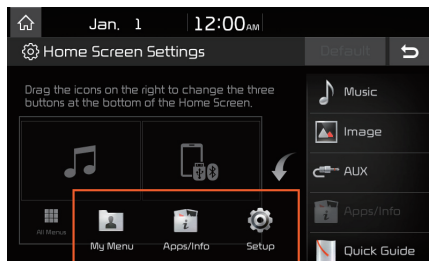 Jan. 1 12:00 AM
Home Screen Settings Default
Drag the icons on the right to change the three
buttons at the bottom of the Home Screen.
Music
Image
AUX
Apps/Info
Quick Guide
All Menus
My Menu Apps/Info Setup